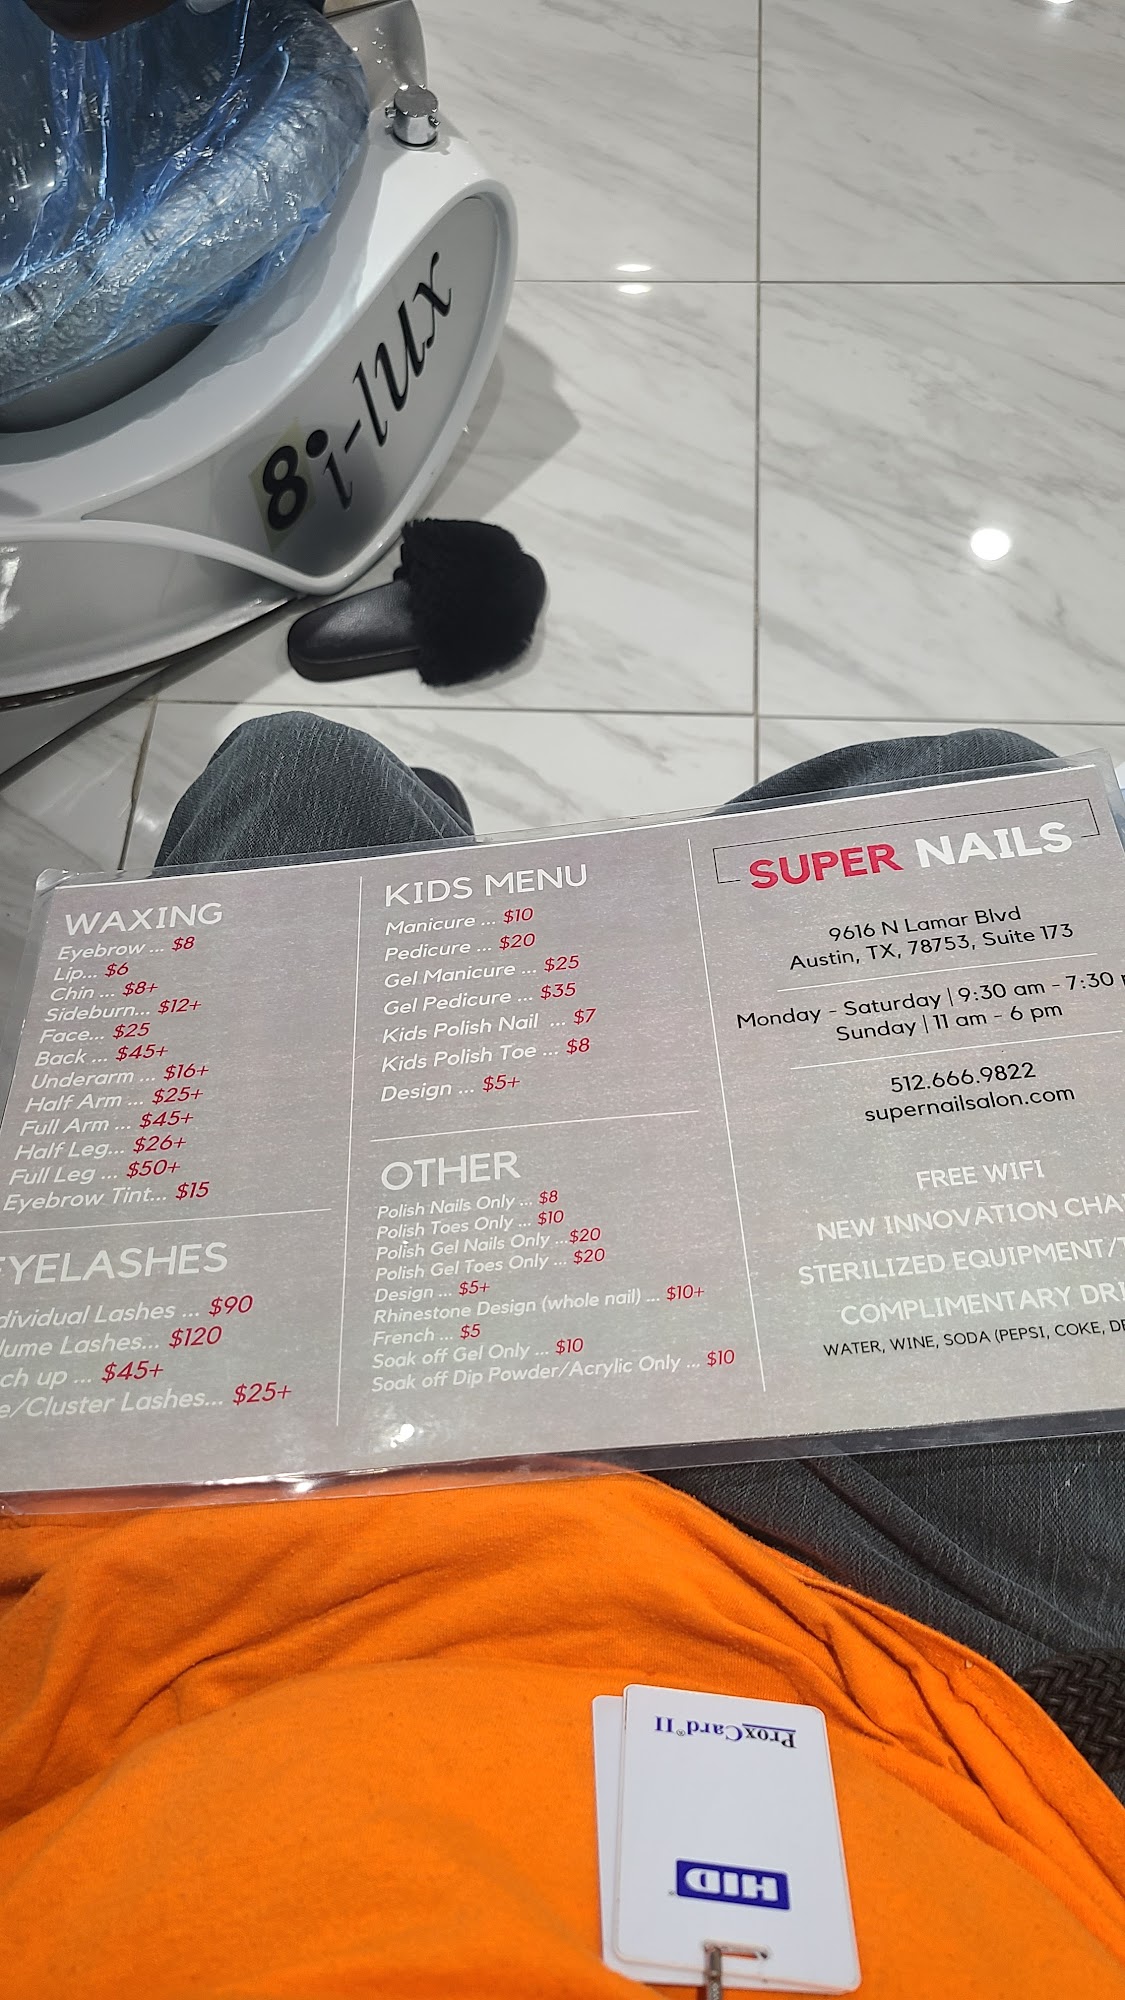 8 i-lux
WAXING
Eyebrow ... $8
Lip... $6
Chin ... $8+
Sideburn... $12+
Face... $25
Back ... $45+
Underarm ... $16+
Half Arm ... $25+
Full Arm ... $45+
Half Leg... $26+
Full Leg ... $50+
Eyebrow Tint... $15
EYELASHES
Lashes ... $90
Lashes... $120
up ... $45+
/Cluster Lashes... $25+
KIDS MENU
Manicure ... $10
Pedicure ... $20
Gel Manicure ... $25
Gel Pedicure ... $35
Kids Polish Nail ... $7
Kids Polish Toe ... $8
Design ... $5+
OTHER
Polish Nails Only ... $8
Polish Toes Only ... $10
Polish Gel Nails Only ...$20
Polish Gel Toes Only ... $20
Design ... $5+
Rhinestone Design (whole nail) ... $10+
French ... $5
Soak off Gel Only ... $10
Soak off Dip Powder/Acrylic Only ... $10
SUPER NAILS
9616 N Lamar Blvd
Austin, TX, 78753, Suite 173
Monday - Saturday | 9:30 am - 7:30
Sunday | 11 am - 6 pm
512.666.9822
supernailsalon.com
FREE WIFI
NEW INNOVATION
STERILIZED EQUIPMENT/
COMPLIMENTARY
WATER, WINE, SODA (PEPSI, COKE,
ProxCard®II
HID